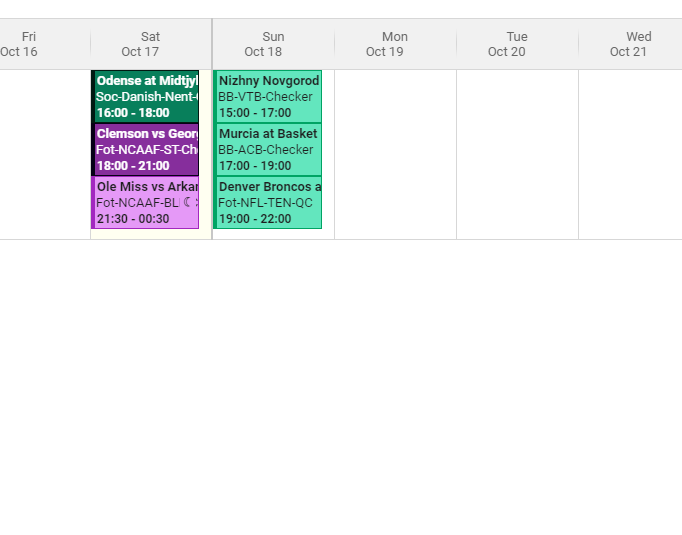 Fri
Oct 16
Sat
Oct 17
Sun
Oct 18
Mon
Oct 19
Tue
Oct 20
Wed
Oct 21
Odense at Midtjyl
Soc-Danish-Nent-
16:00 - 18:00
Clemson vs Geor
Fot-NCAAF-ST-Ch
18:00 - 21:00
Ole Miss vs Arkan
Fot-NCAAF-BL
21:30 - 00:30
Nizhny Novgorod
BB-VTB-Checker
15:00 - 17:00
Murcia at Basket
BB-ACB-Checker
17:00 - 19:00
Denver Broncos a
Fot-NFL-TEN-QC
19:00 - 22:00